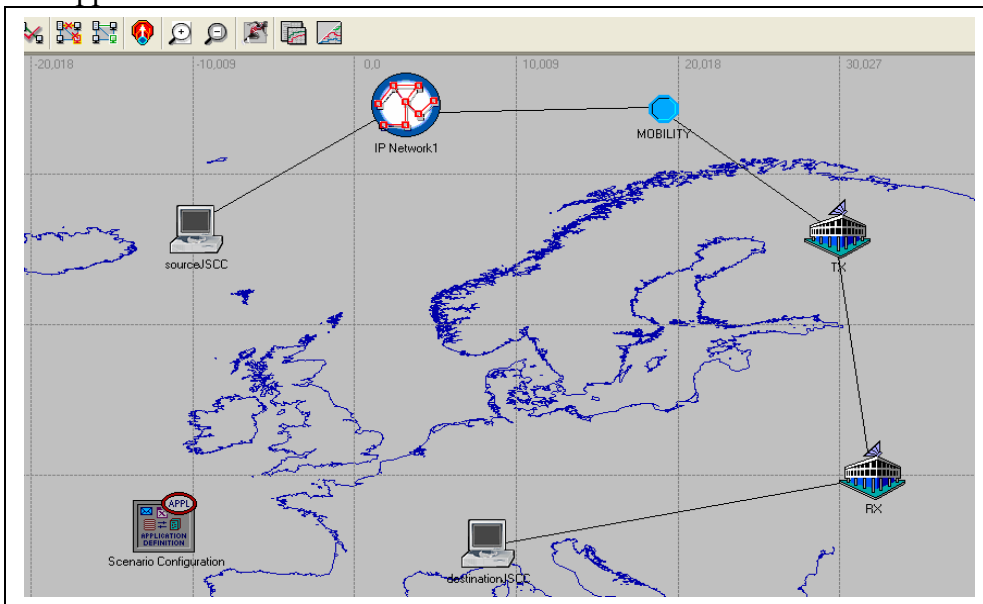 -20,018
-10,009
0,0
10,009
20,018
30,027
IP Network1
MOBILITY
sourceJSCC
TX
RX
APPL
APPLICATION
DEFINITION
Scenario Configuration
destinationJSCC